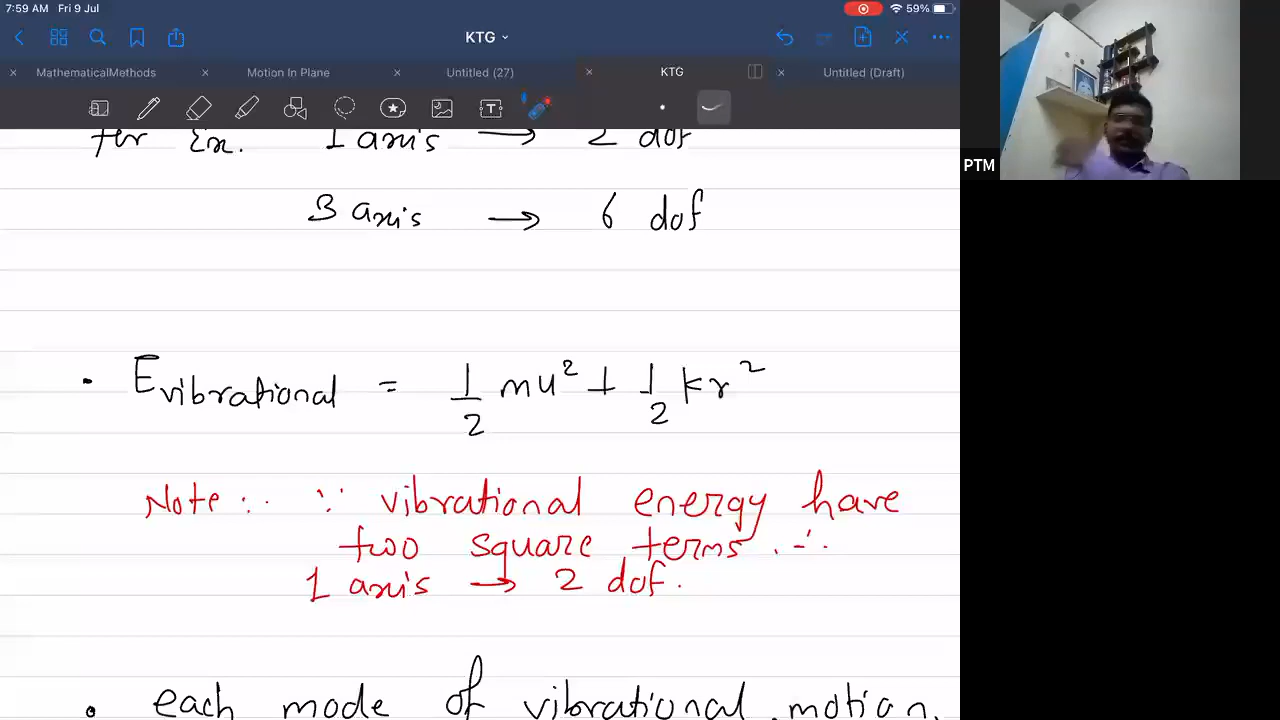 7:59 AM Fri 9 Jul
59%
KTG
MathematicalMethods
Motion In Plane
Untitled (27)
KTG
Untitled (Draft)
PTM
for Ex. 1 axis → 2 dof
3 axis → 6 dof
• Evibrational = 1/2 mu² + 1/2 kr²
Note :· ∵ vibrational energy have
two square terms . ∴
1 axis → 2 dof.
• each mode of vibrational motion